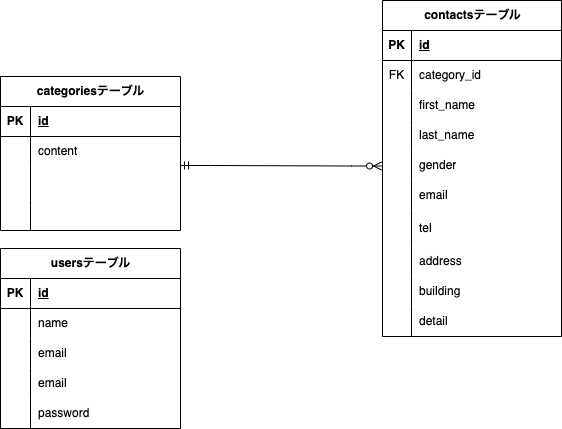 categoriesテーブル
PK id
content
usersテーブル
PK id
name
email
email
password
contactsテーブル
PK id
FK category_id
first_name
last_name
gender
email
tel
address
building
detail